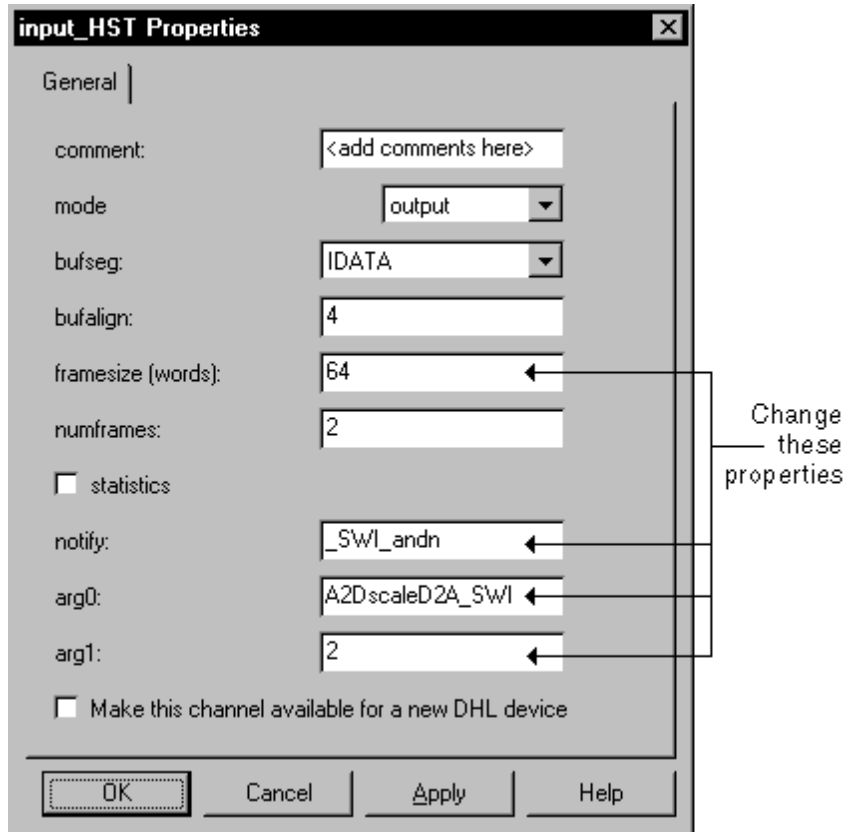 input_HST Properties
General
comment: <add comments here>
mode output
bufseg: IDATA
bufalign: 4
framesize (words): 64
numframes: 2
statistics
notify: _SWI_andn
arg0: A2DscaleD2A_SWI
arg1: 2
Make this channel available for a new DHL device
OK Cancel Apply Help
Change
these
properties